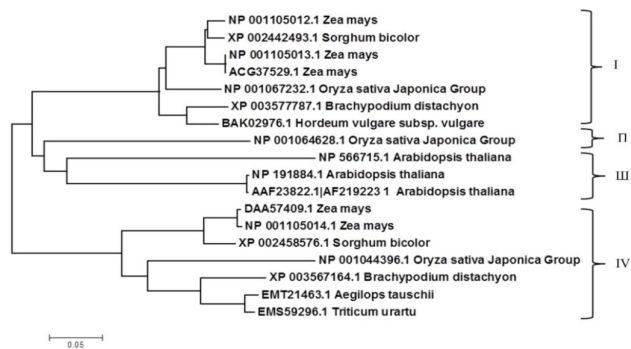 NP 001105012.1 Zea mays
XP 002442493.1 Sorghum bicolor
NP 001105013.1 Zea mays
ACG37529.1 Zea mays
NP 001067232.1 Oryza sativa Japonica Group
XP 003577787.1 Brachypodium distachyon
BAK02976.1 Hordeum vulgare subsp. vulgare
I
NP 001064628.1 Oryza sativa Japonica Group
II
NP 566715.1 Arabidopsis thaliana
NP 191884.1 Arabidopsis thaliana
AAF23822.1|AF219223 1 Arabidopsis thaliana
III
DAA57409.1 Zea mays
NP 001105014.1 Zea mays
XP 002458576.1 Sorghum bicolor
NP 001044396.1 Oryza sativa Japonica Group
XP 003567164.1 Brachypodium distachyon
EMT21463.1 Aegilops tauschii
EMS59296.1 Triticum urartu
IV
0.05